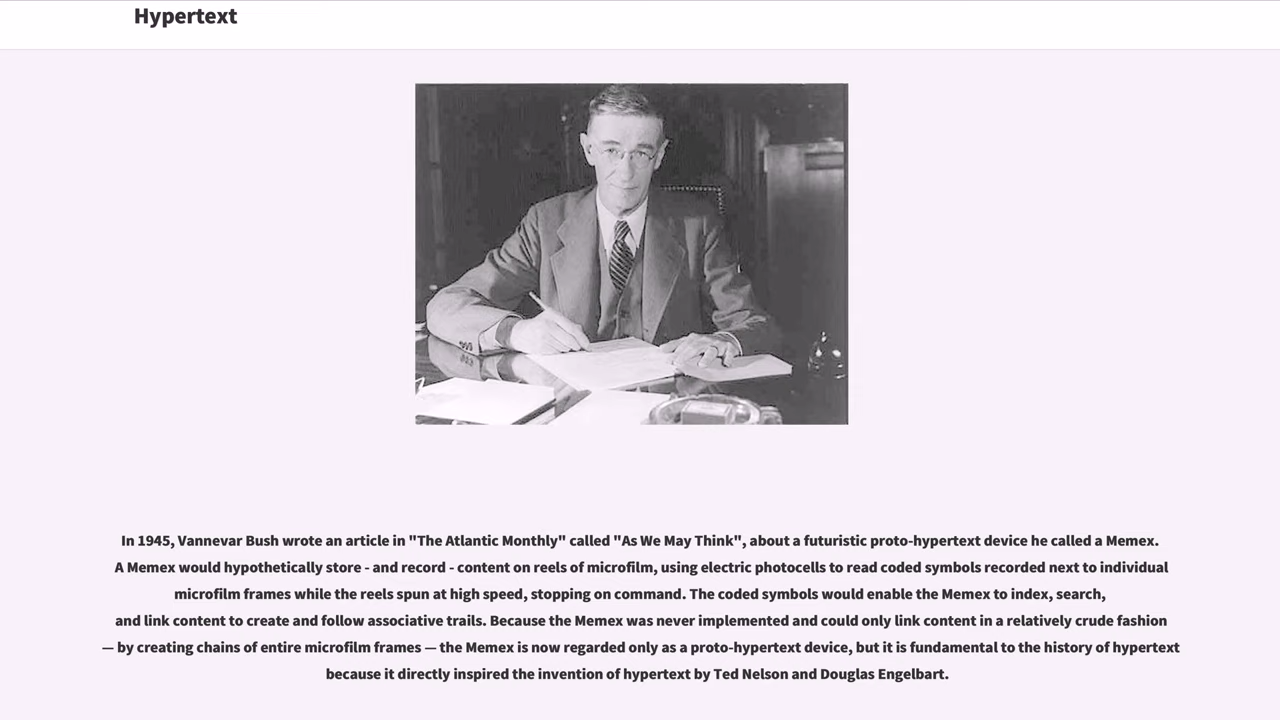 Hypertext
In 1945, Vannevar Bush wrote an article in "The Atlantic Monthly" called "As We May Think", about a futuristic proto-hypertext device he called a Memex.
A Memex would hypothetically store - and record - content on reels of microfilm, using electric photocells to read coded symbols recorded next to individual
microfilm frames while the reels spun at high speed, stopping on command. The coded symbols would enable the Memex to index, search,
and link content to create and follow associative trails. Because the Memex was never implemented and could only link content in a relatively crude fashion
— by creating chains of entire microfilm frames — the Memex is now regarded only as a proto-hypertext device, but it is fundamental to the history of hypertext
because it directly inspired the invention of hypertext by Ted Nelson and Douglas Engelbart.